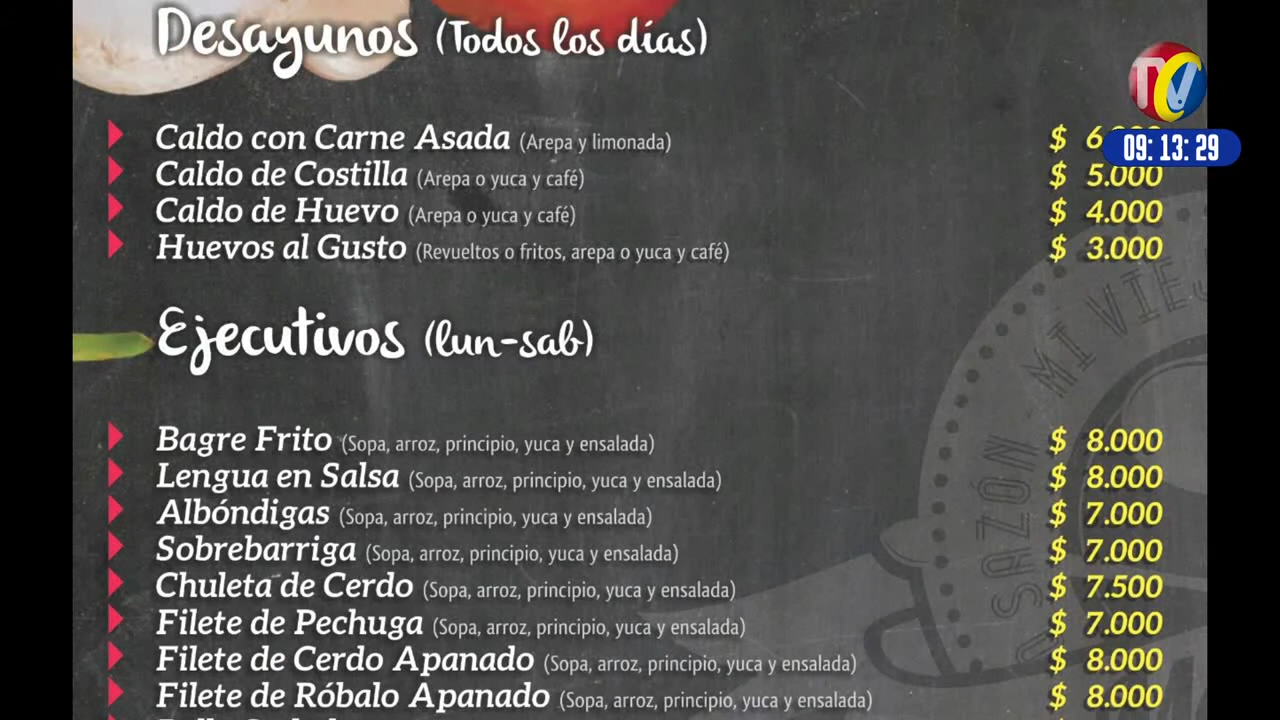 Desayunos (Todos los días)
TVC
Caldo con Carne Asada (Arepa y limonada) $ 6.000
09: 13: 29
Caldo de Costilla (Arepa o yuca y café) $ 5.000
Caldo de Huevo (Arepa o yuca y café) $ 4.000
Huevos al Gusto (Revueltos o fritos, arepa o yuca y café) $ 3.000
Ejecutivos (lun-sab)
Bagre Frito (Sopa, arroz, principio, yuca y ensalada) $ 8.000
Lengua en Salsa (Sopa, arroz, principio, yuca y ensalada) $ 8.000
Albóndigas (Sopa, arroz, principio, yuca y ensalada) $ 7.000
Sobrebarriga (Sopa, arroz, principio, yuca y ensalada) $ 7.000
Chuleta de Cerdo (Sopa, arroz, principio, yuca y ensalada) $ 7.500
Filete de Pechuga (Sopa, arroz, principio, yuca y ensalada) $ 7.000
Filete de Cerdo Apanado (Sopa, arroz, principio, yuca y ensalada) $ 8.000
Filete de Róbalo Apanado (Sopa, arroz, principio, yuca y ensalada) $ 8.000
SAZÓN MI